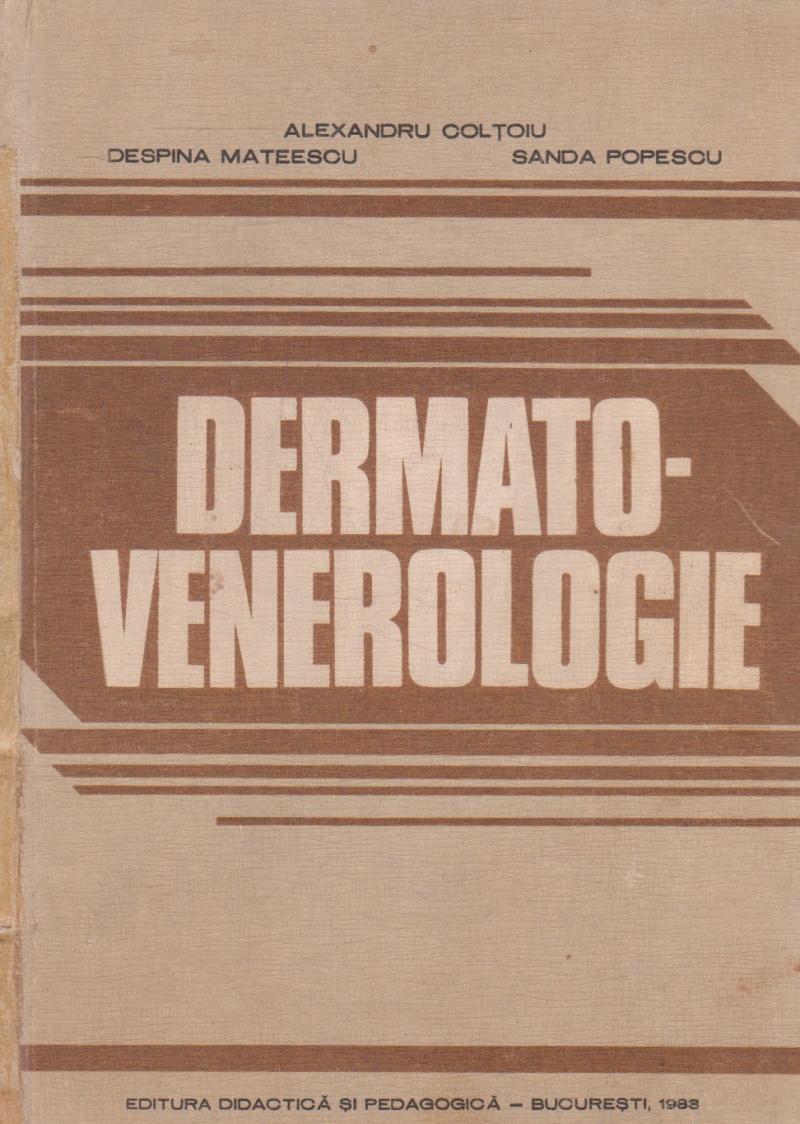 ALEXANDRU COLȚOIU
DESPINA MATEESCU SANDA POPESCU
DERMATO-
VENEROLOGIE
EDITURA DIDACTICĂ ȘI PEDAGOGICĂ – BUCUREȘTI, 1983